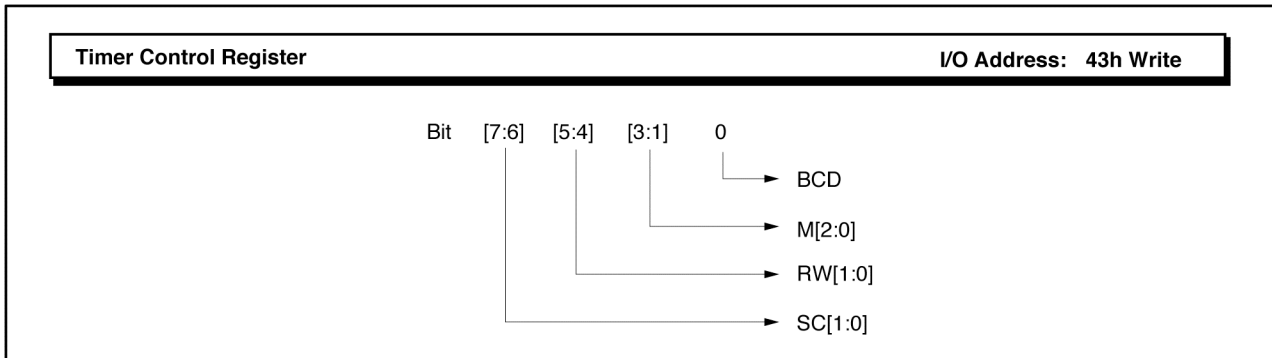 Timer Control Register I/O Address: 43h Write
Bit [7:6] [5:4] [3:1] 0
BCD
M[2:0]
RW[1:0]
SC[1:0]